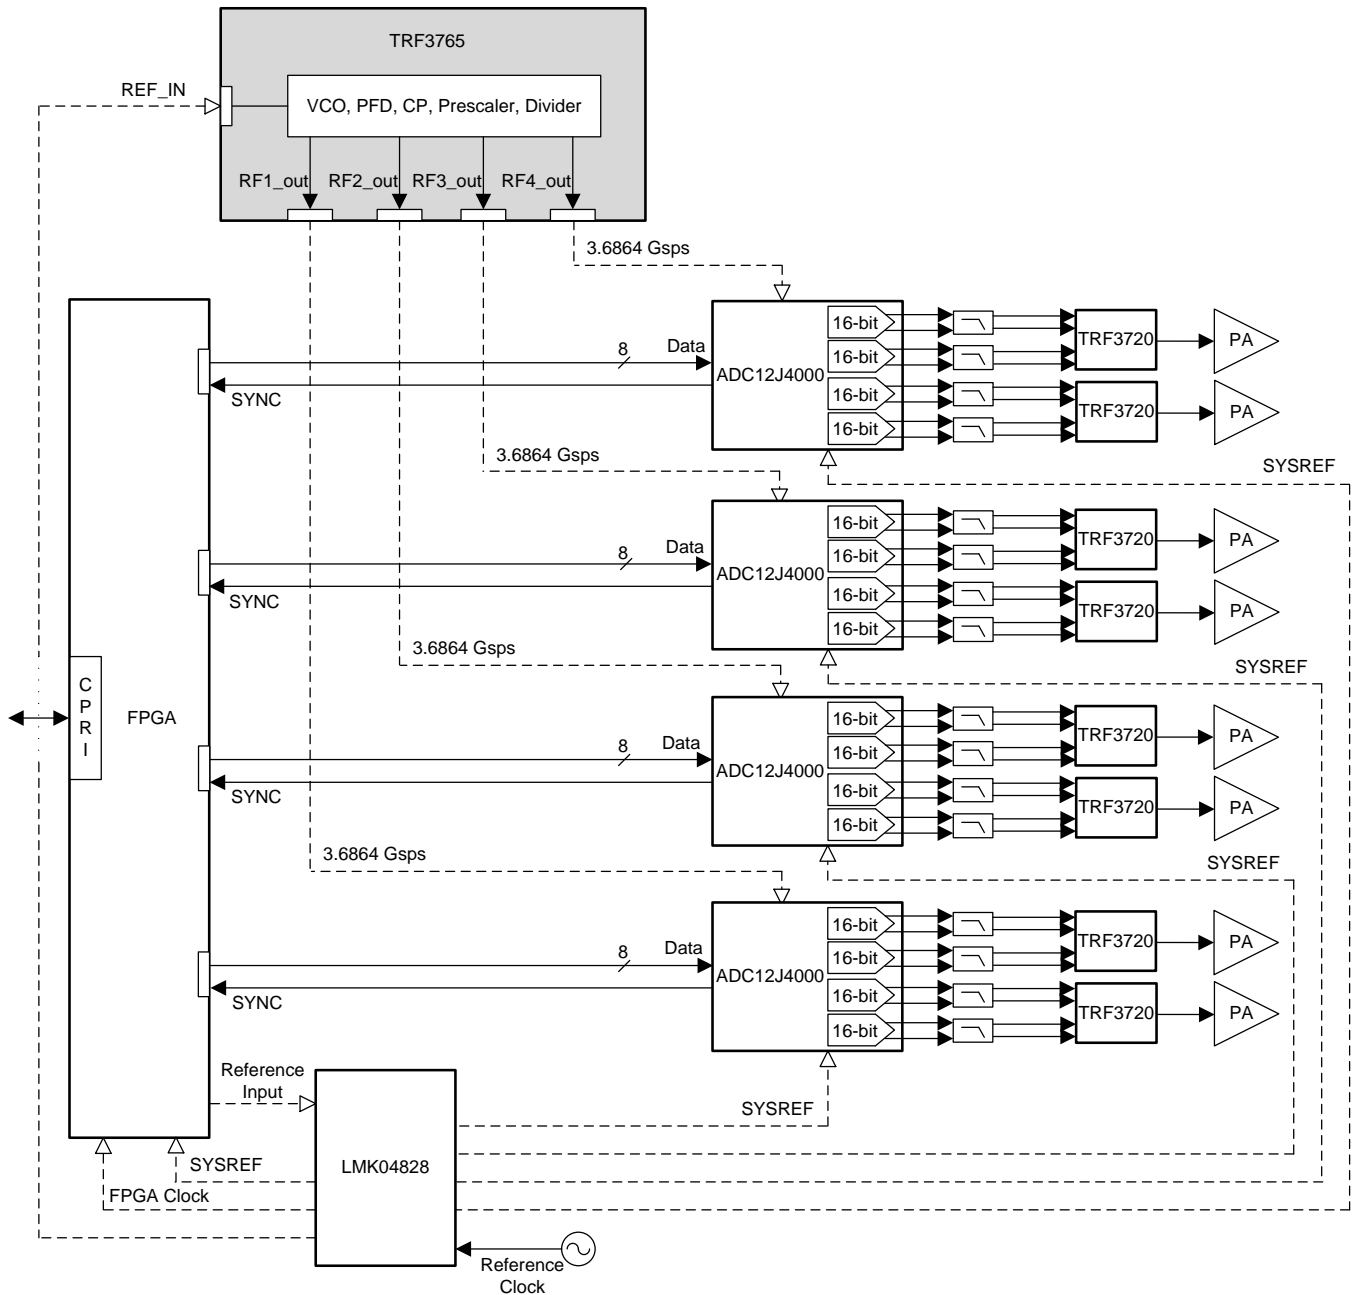 TRF3765
REF_IN
VCO, PFD, CP, Prescaler, Divider
RF1_out RF2_out RF3_out RF4_out
3.6864 Gsps
16-bit
16-bit
16-bit
16-bit
ADC12J4000
8 Data
SYNC
TRF3720
PA
TRF3720
PA
3.6864 Gsps
SYSREF
16-bit
16-bit
16-bit
16-bit
ADC12J4000
8 Data
SYNC
TRF3720
PA
TRF3720
PA
3.6864 Gsps
SYSREF
CPRI
FPGA
16-bit
16-bit
16-bit
16-bit
ADC12J4000
8 Data
SYNC
TRF3720
PA
TRF3720
PA
3.6864 Gsps
SYSREF
16-bit
16-bit
16-bit
16-bit
ADC12J4000
8 Data
SYNC
TRF3720
PA
TRF3720
PA
Reference
Input
SYSREF
LMK04828
SYSREF
FPGA Clock
Reference
Clock